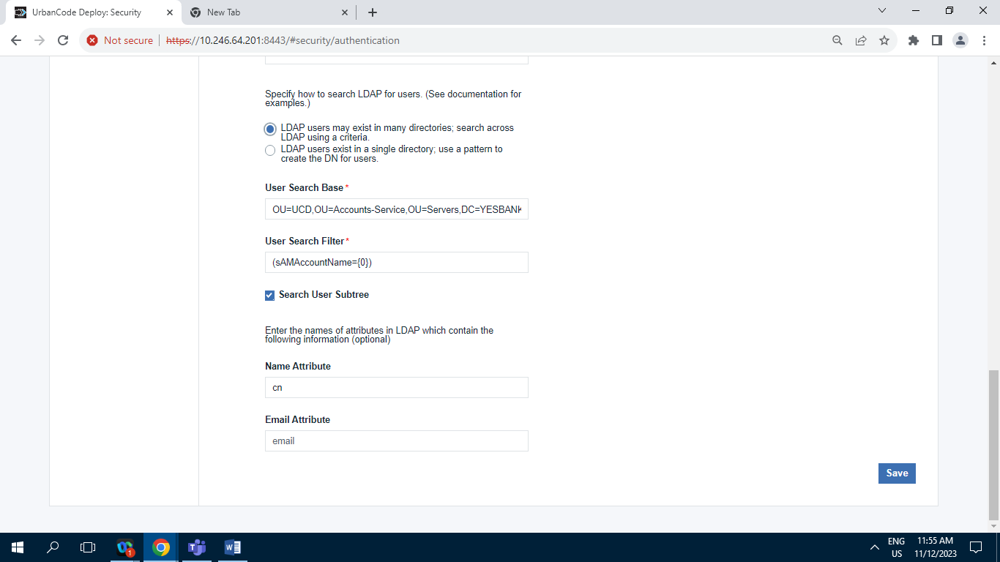 UrbanCode Deploy: Security
New Tab
Not secure
https://10.246.64.201:8443/#security/authentication
Specify how to search LDAP for users. (See documentation for
examples.)
LDAP users may exist in many directories; search across
LDAP using a criteria.
LDAP users exist in a single directory; use a pattern to
create the DN for users.
User Search Base *
OU=UCD,OU=Accounts-Service,OU=Servers,DC=YESBANK
User Search Filter *
(sAMAccountName={0})
Search User Subtree
Enter the names of attributes in LDAP which contain the
following information (optional)
Name Attribute
cn
Email Attribute
email
Save
1
ENG
US
11:55 AM
11/12/2023